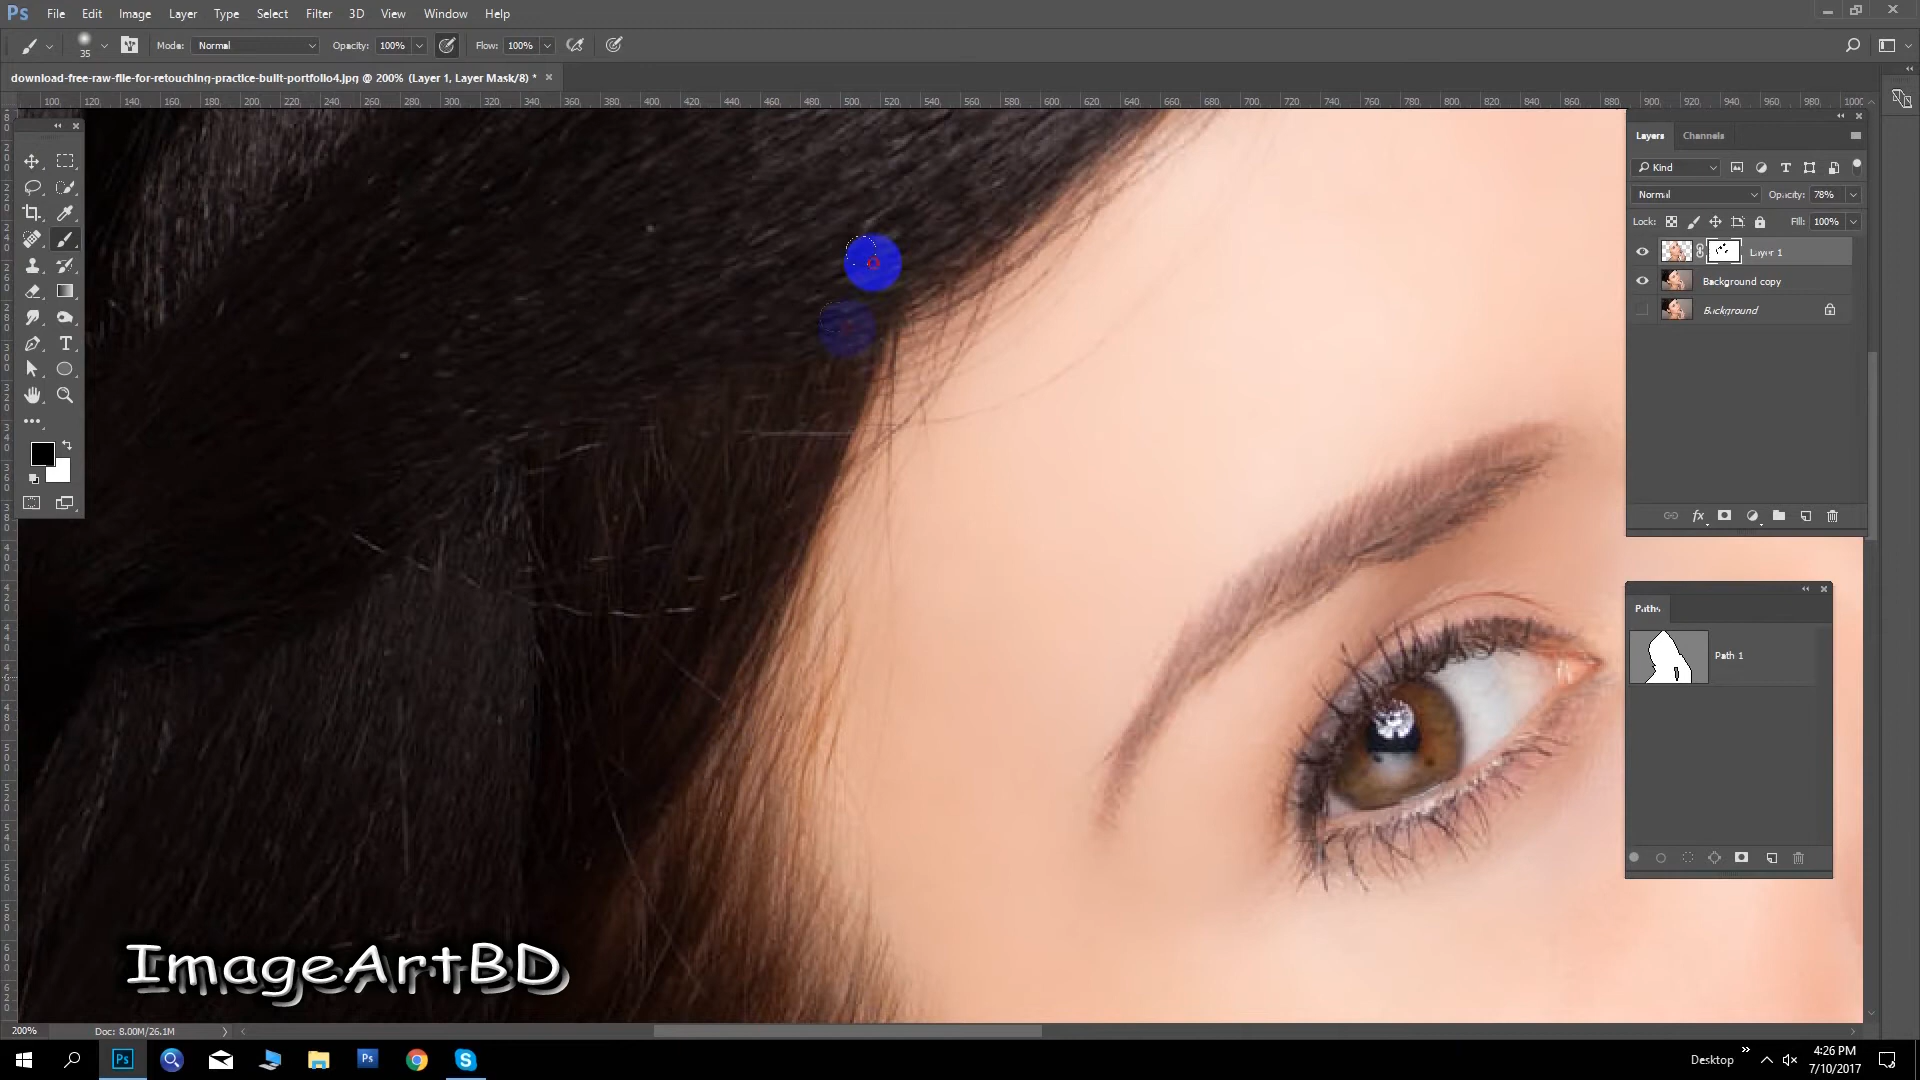 Ps File Edit Image Layer Type Select Filter 3D View Window Help
35 Mode: Normal Opacity: 100% Flow: 100%
download-free-raw-file-for-retouching-practice-built-portfolio4.jpg @ 200% (Layer 1, Layer Mask/8) * ×
100 120 140 160 180 200 220 240 260 280 300 320 340 360 380 400 420 440 460 480 500 520 540 560 580 600 620 640 660 680 700 720 740 760 780 800 820 840 860 880 900 920 940 960 980 1000
Layers Channels
Kind
Normal Opacity: 78%
Lock: Fill: 100%
Layer 1
Background copy
Background
fx
Paths
Path 1
ImageArtBD
200% Doc: 8.00M/26.1M
Desktop
4:26 PM
7/10/2017